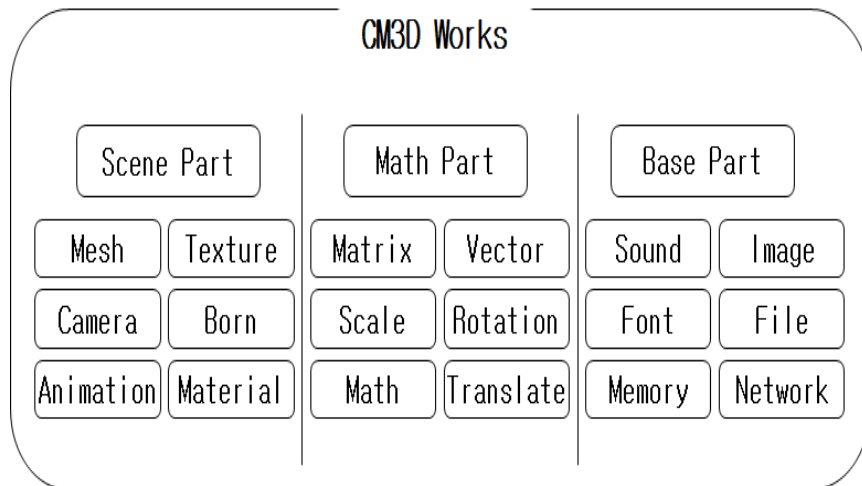 CM3D Works
Scene Part
Math Part
Base Part
Mesh
Texture
Matrix
Vector
Sound
Image
Camera
Born
Scale
Rotation
Font
File
Animation
Material
Math
Translate
Memory
Network